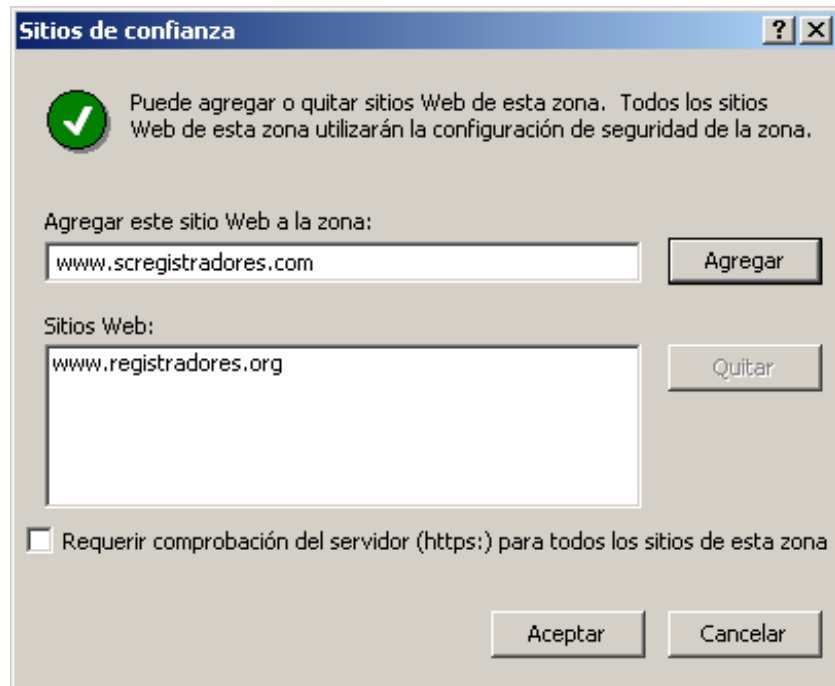 Sitios de confianza
Puede agregar o quitar sitios Web de esta zona. Todos los sitios
Web de esta zona utilizarán la configuración de seguridad de la zona.
Agregar este sitio Web a la zona:
www.scregistradores.com
Agregar
Sitios Web:
www.registradores.org
Quitar
Requerir comprobación del servidor (https:) para todos los sitios de esta zona
Aceptar
Cancelar